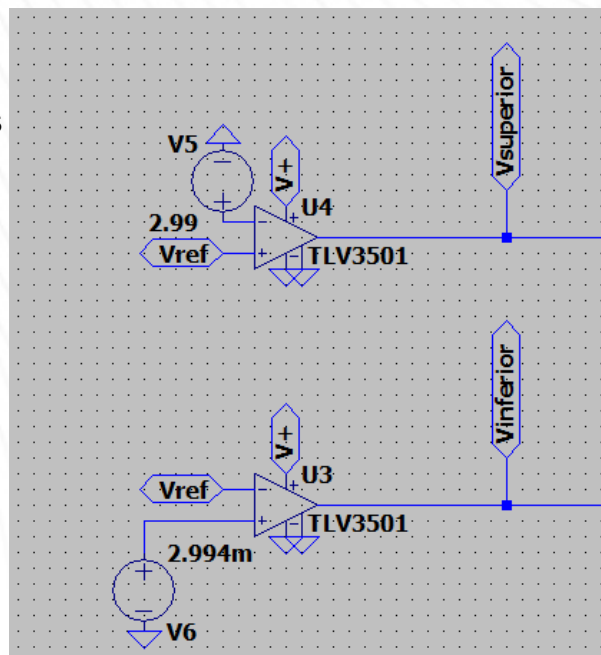 V5
V+
Vsuperior
U4
2.99
Vref
TLV3501
V+
Vinferior
Vref
U3
TLV3501
2.994m
V6